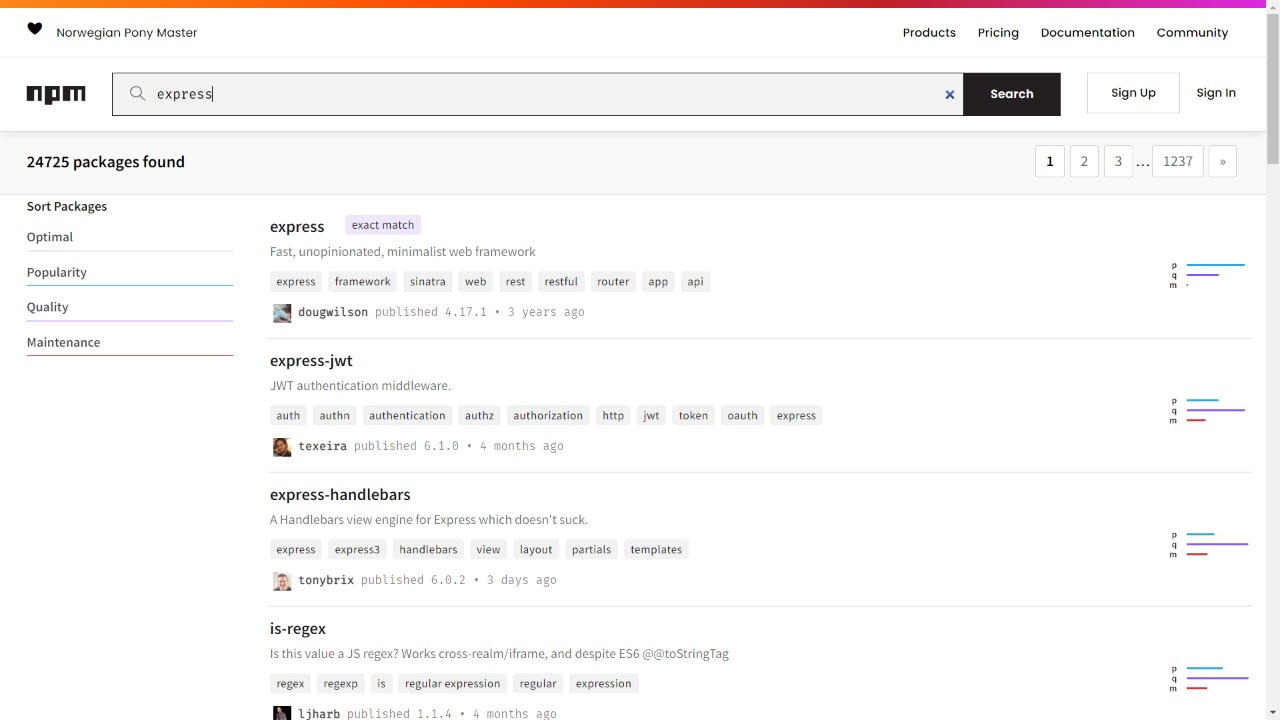 Norwegian Pony Master
Products Pricing Documentation Community
npm
express
Search
Sign Up
Sign In
24725 packages found
1 2 3 ... 1237 »
Sort Packages
Optimal
Popularity
Quality
Maintenance
express exact match
Fast, unopinionated, minimalist web framework
express framework sinatra web rest restful router app api
dougwilson published 4.17.1 • 3 years ago
p
q
m
express-jwt
JWT authentication middleware.
auth authn authentication authz authorization http jwt token oauth express
texeira published 6.1.0 • 4 months ago
p
q
m
express-handlebars
A Handlebars view engine for Express which doesn't suck.
express express3 handlebars view layout partials templates
tonybrix published 6.0.2 • 3 days ago
p
q
m
is-regex
Is this value a JS regex? Works cross-realm/iframe, and despite ES6 @@toStringTag
regex regexp is regular expression regular expression
ljharb published 1.1.4 • 4 months ago
p
q
m